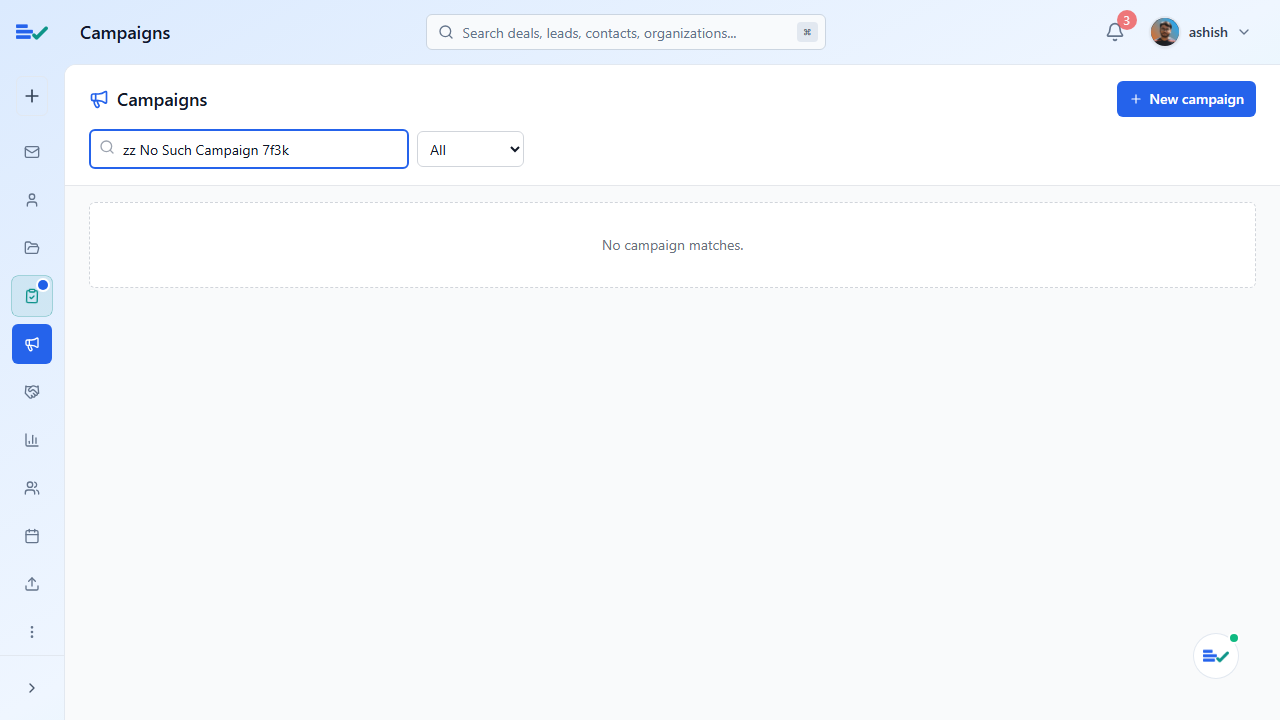 Campaigns
Search deals, leads, contacts, organizations...
⌘
3
ashish
Campaigns
New campaign
zz No Such Campaign 7f3k
All
No campaign matches.